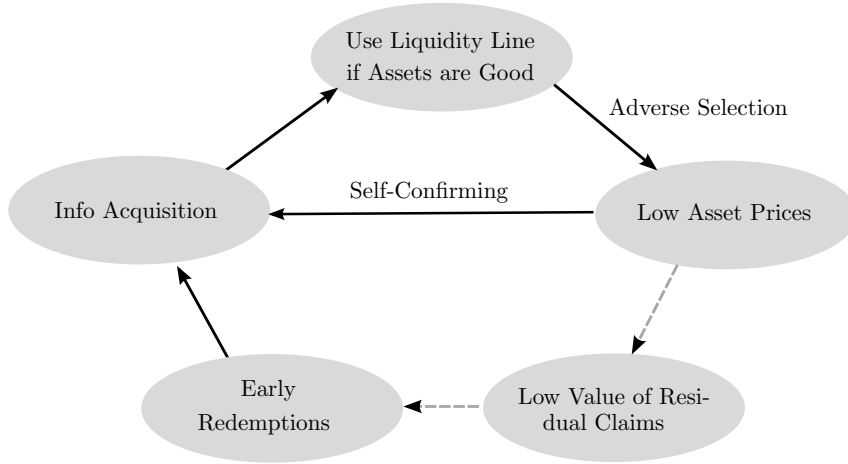 Use Liquidity Line
if Assets are Good
Adverse Selection
Self-Confirming
Info Acquisition
Low Asset Prices
Early
Redemptions
Low Value of Resi-
dual Claims